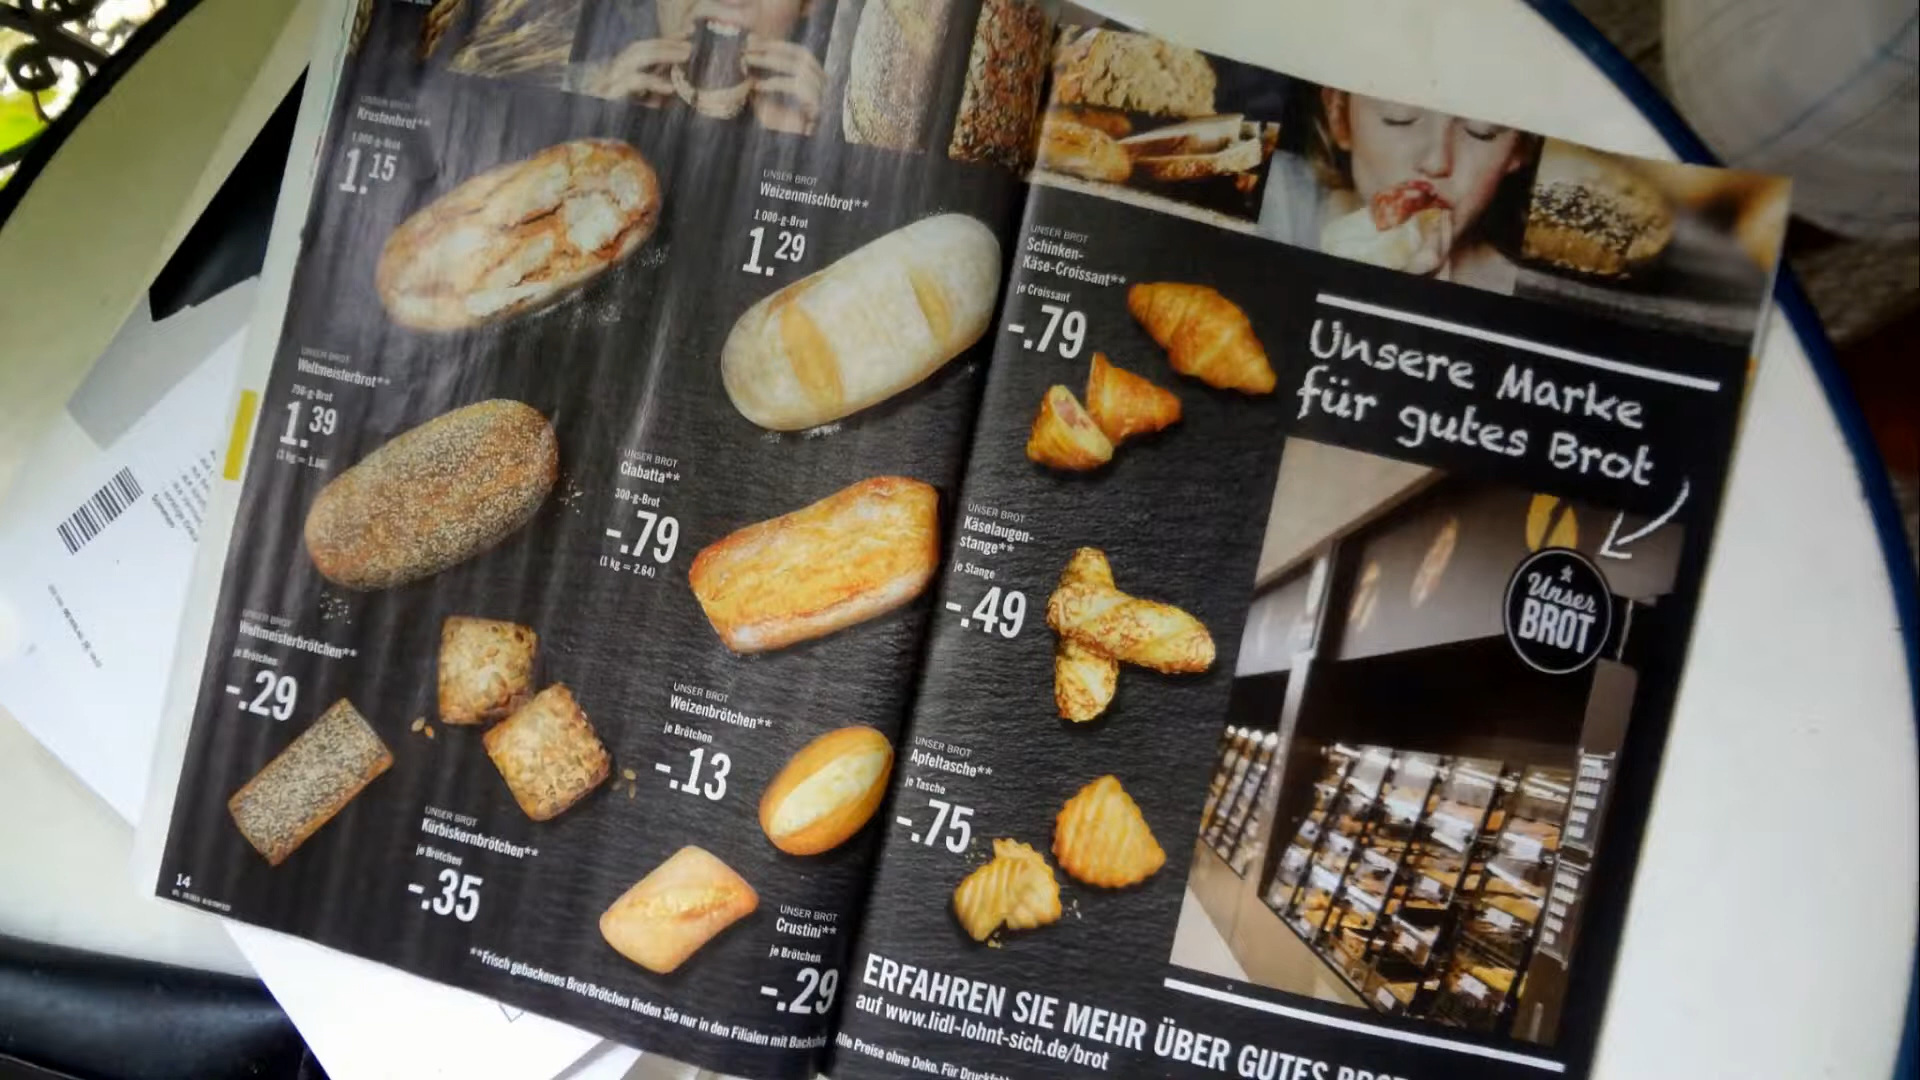 UNSER BROT
Krustenbrot**
1.000-g-Brot
1.15
UNSER BROT
Weizenmischbrot**
1.000-g-Brot
1.29
UNSER BROT
Weltmeisterbrot**
750-g-Brot
1.39
UNSER BROT
Ciabatta**
300-g-Brot
-.79
(1 kg = 2.64)
UNSER BROT
Weltmeisterbrötchen**
je Brötchen
-.29
UNSER BROT
Weizenbrötchen**
je Brötchen
-.13
UNSER BROT
Kürbiskernbrötchen**
je Brötchen
-.35
UNSER BROT
Crustini**
je Brötchen
-.29
**Frisch gebackenes Brot/Brötchen finden Sie nur in den Filialen mit
14
UNSER BROT
Schinken-
Käse-Croissant**
je Croissant
-.79
UNSER BROT
Käselaugen-
stange**
je Stange
-.49
UNSER BROT
Apfeltasche**
je Tasche
-.75
Unsere Marke
für gutes Brot
Unser
BROT
ERFAHREN SIE MEHR ÜBER GUTES
auf www.lidl-lohnt-sich.de/brot
Alle Preise ohne Deko. Für